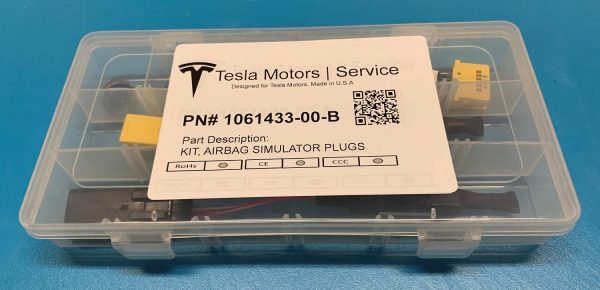 Tesla Motors | Service
Designed for Tesla Motors. Made in U.S.A
PN# 1061433-00-B
Part Description:
KIT, AIRBAG SIMULATOR PLUGS
RoHs CE CCC